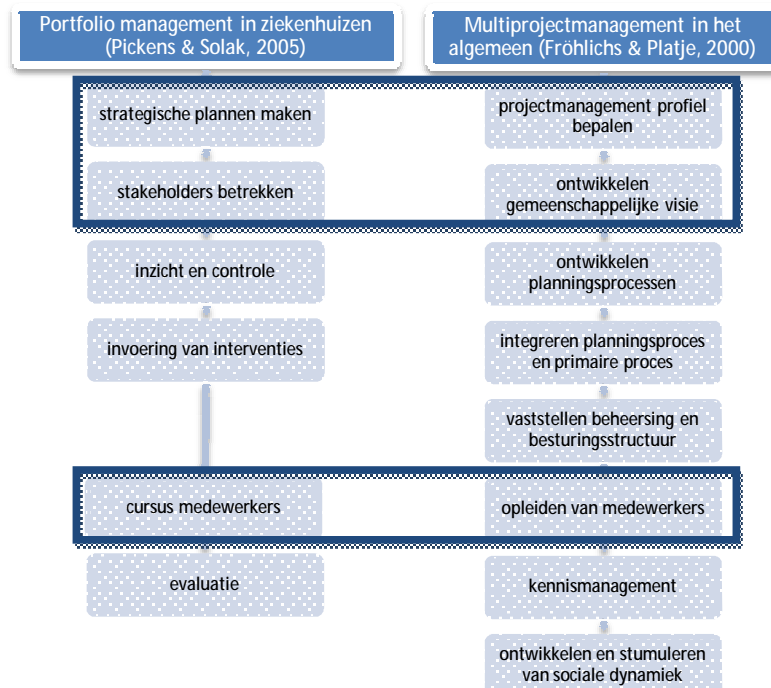 Portfolio management in ziekenhuizen
(Pickens & Solak, 2005)
strategische plannen maken
stakeholders betrekken
inzicht en controle
invoering van interventies
cursus medewerkers
evaluatie
Multiprojectmanagement in het
algemeen (Fröhlichs & Platje, 2000)
projectmanagement profiel
bepalen
ontwikkelen
gemeenschappelijke visie
ontwikkelen
planningsprocessen
integreren planningsproces
en primaire proces
vaststellen beheersing en
besturingsstructuur
opleiden van medewerkers
kennismanagement
ontwikkelen en stumuleren
van sociale dynamiek